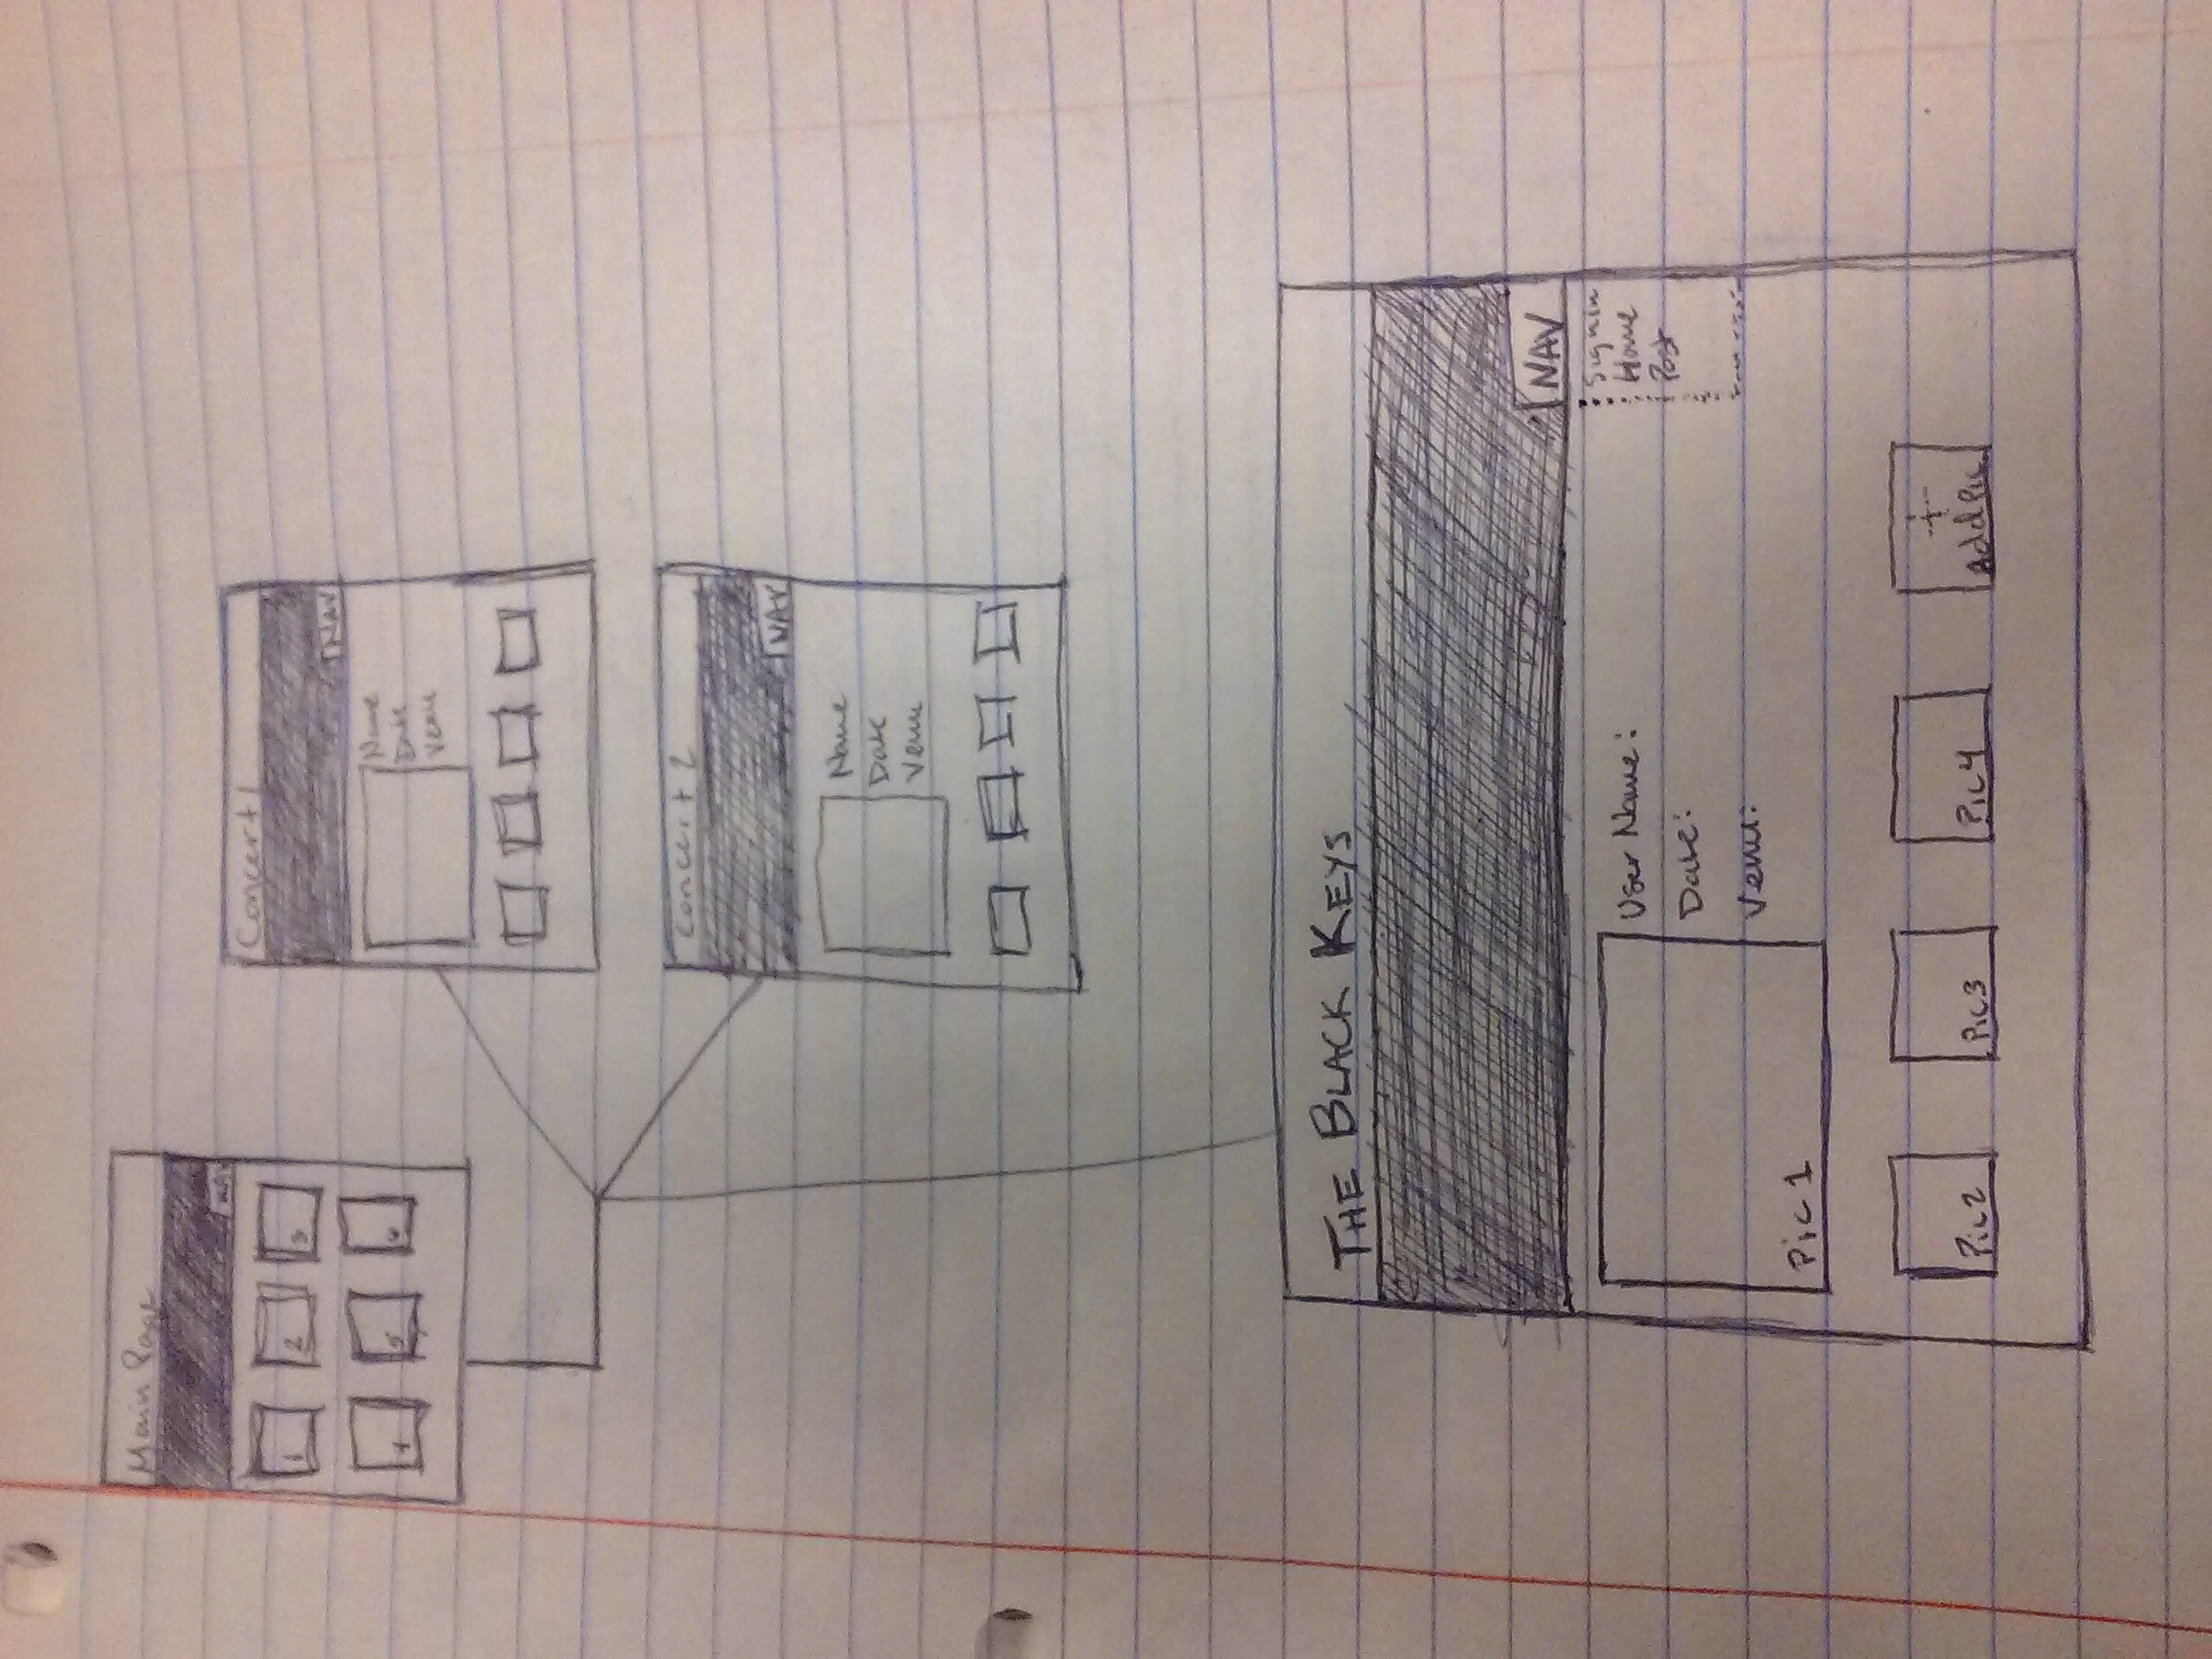 Main Page
NAV
1 2 3
4 5 6
Concert 1
NAV
Name
Date
Venu
Concert 2
NAV
Name
Date
Venu
THE BLACK KEYS
NAV
Sign in
Home
Post
User Name:
Date:
Venu:
Pic 1
Pic 2 Pic 3 Pic 4 + Add Pic